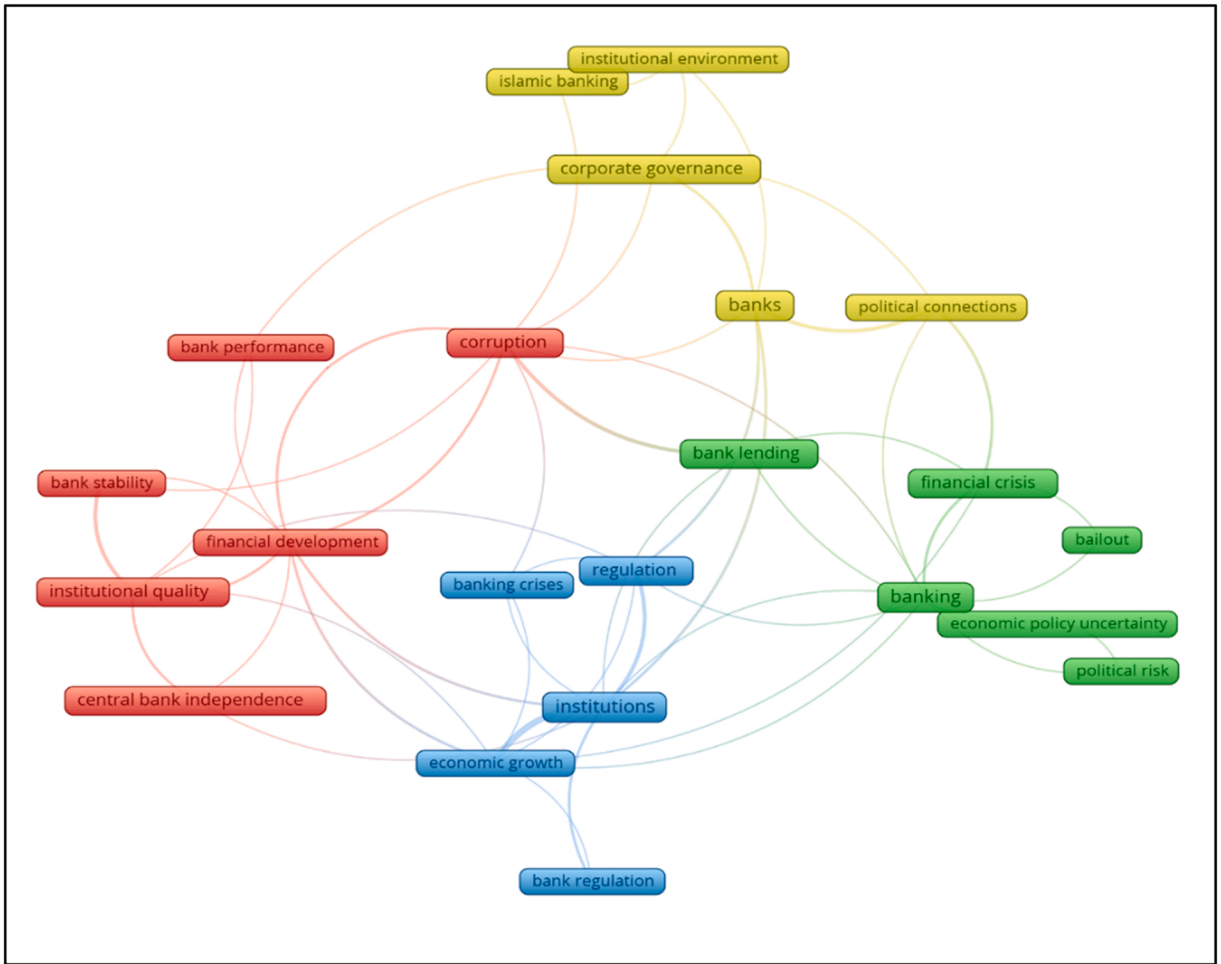 institutional environment
islamic banking
corporate governance
banks
political connections
bank performance
corruption
bank lending
bank stability
financial crisis
financial development
bailout
institutional quality
banking crises
regulation
banking
economic policy uncertainty
political risk
central bank independence
institutions
economic growth
bank regulation